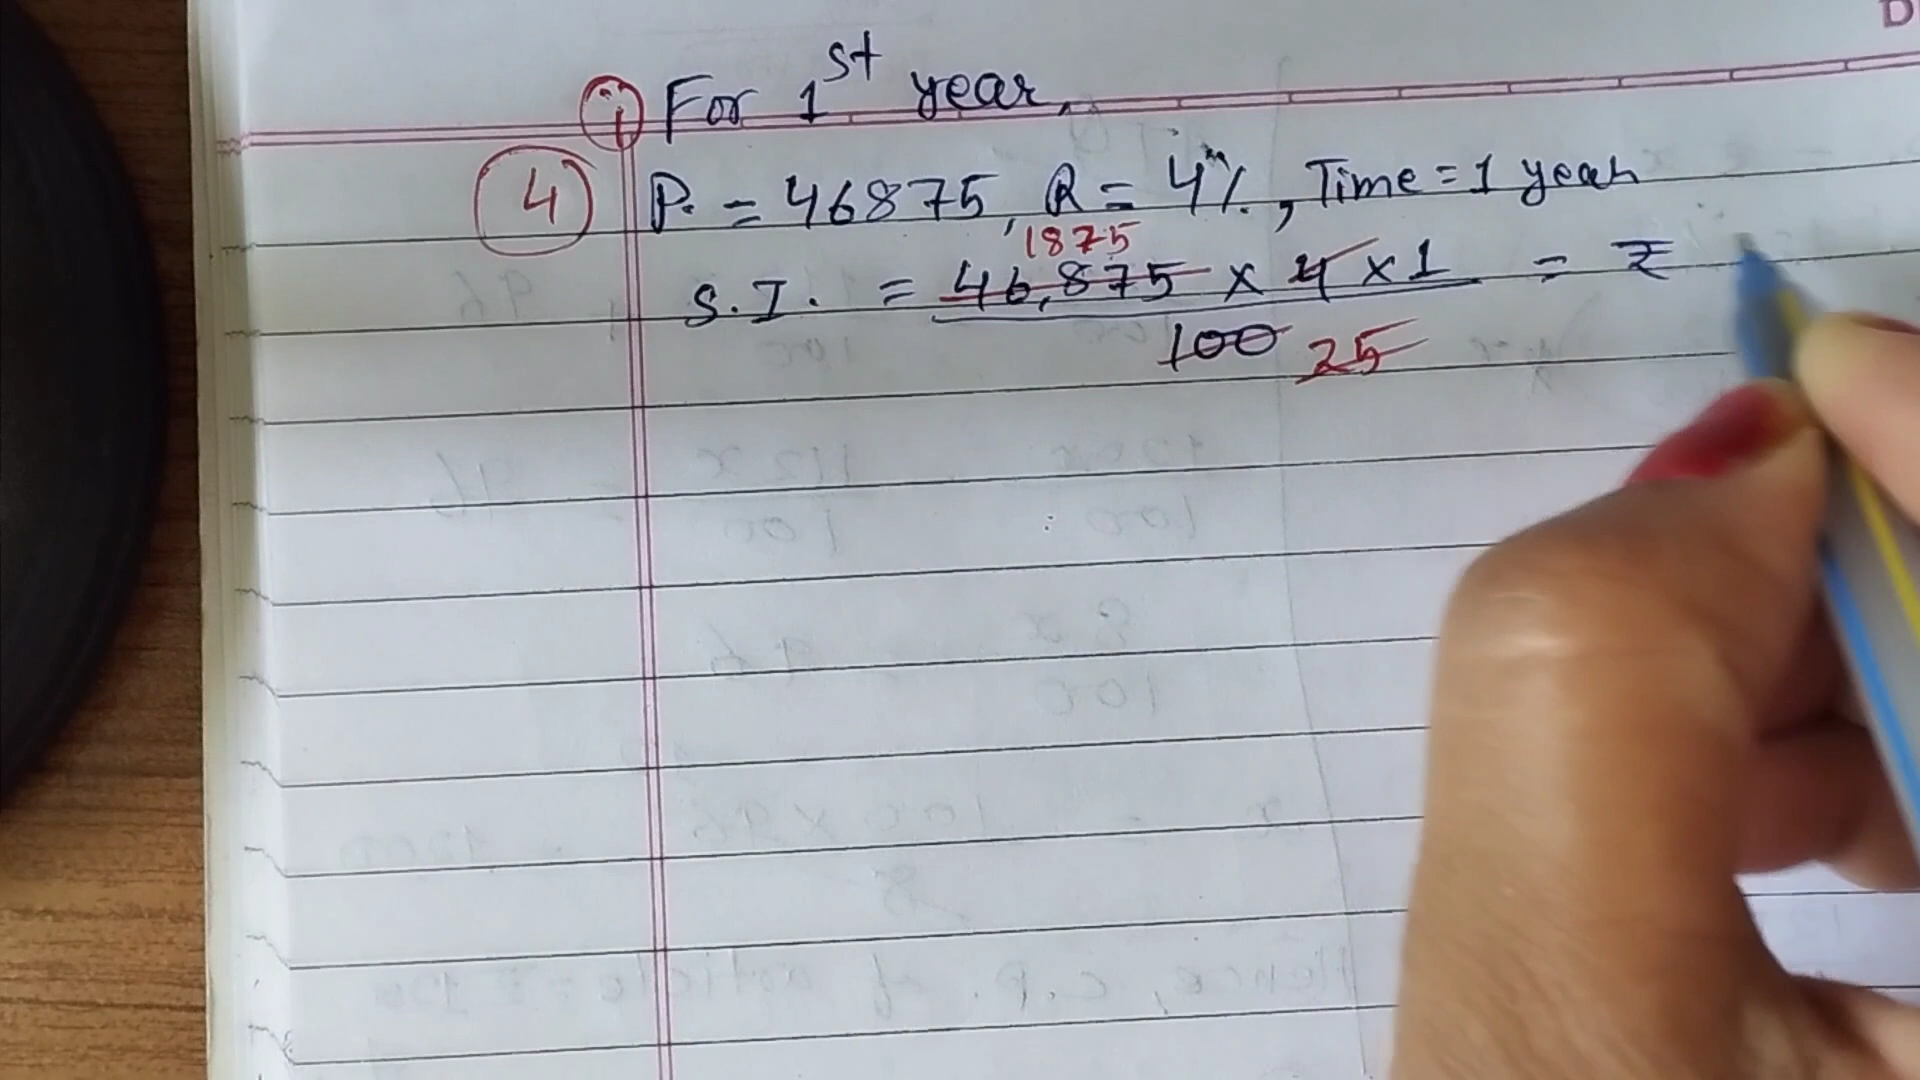 (i) For 1st year,
(4) P. = 46875, R = 4%, Time = 1 year
1875
S.I. = 46,875 x 4 x 1 = ₹
100 25